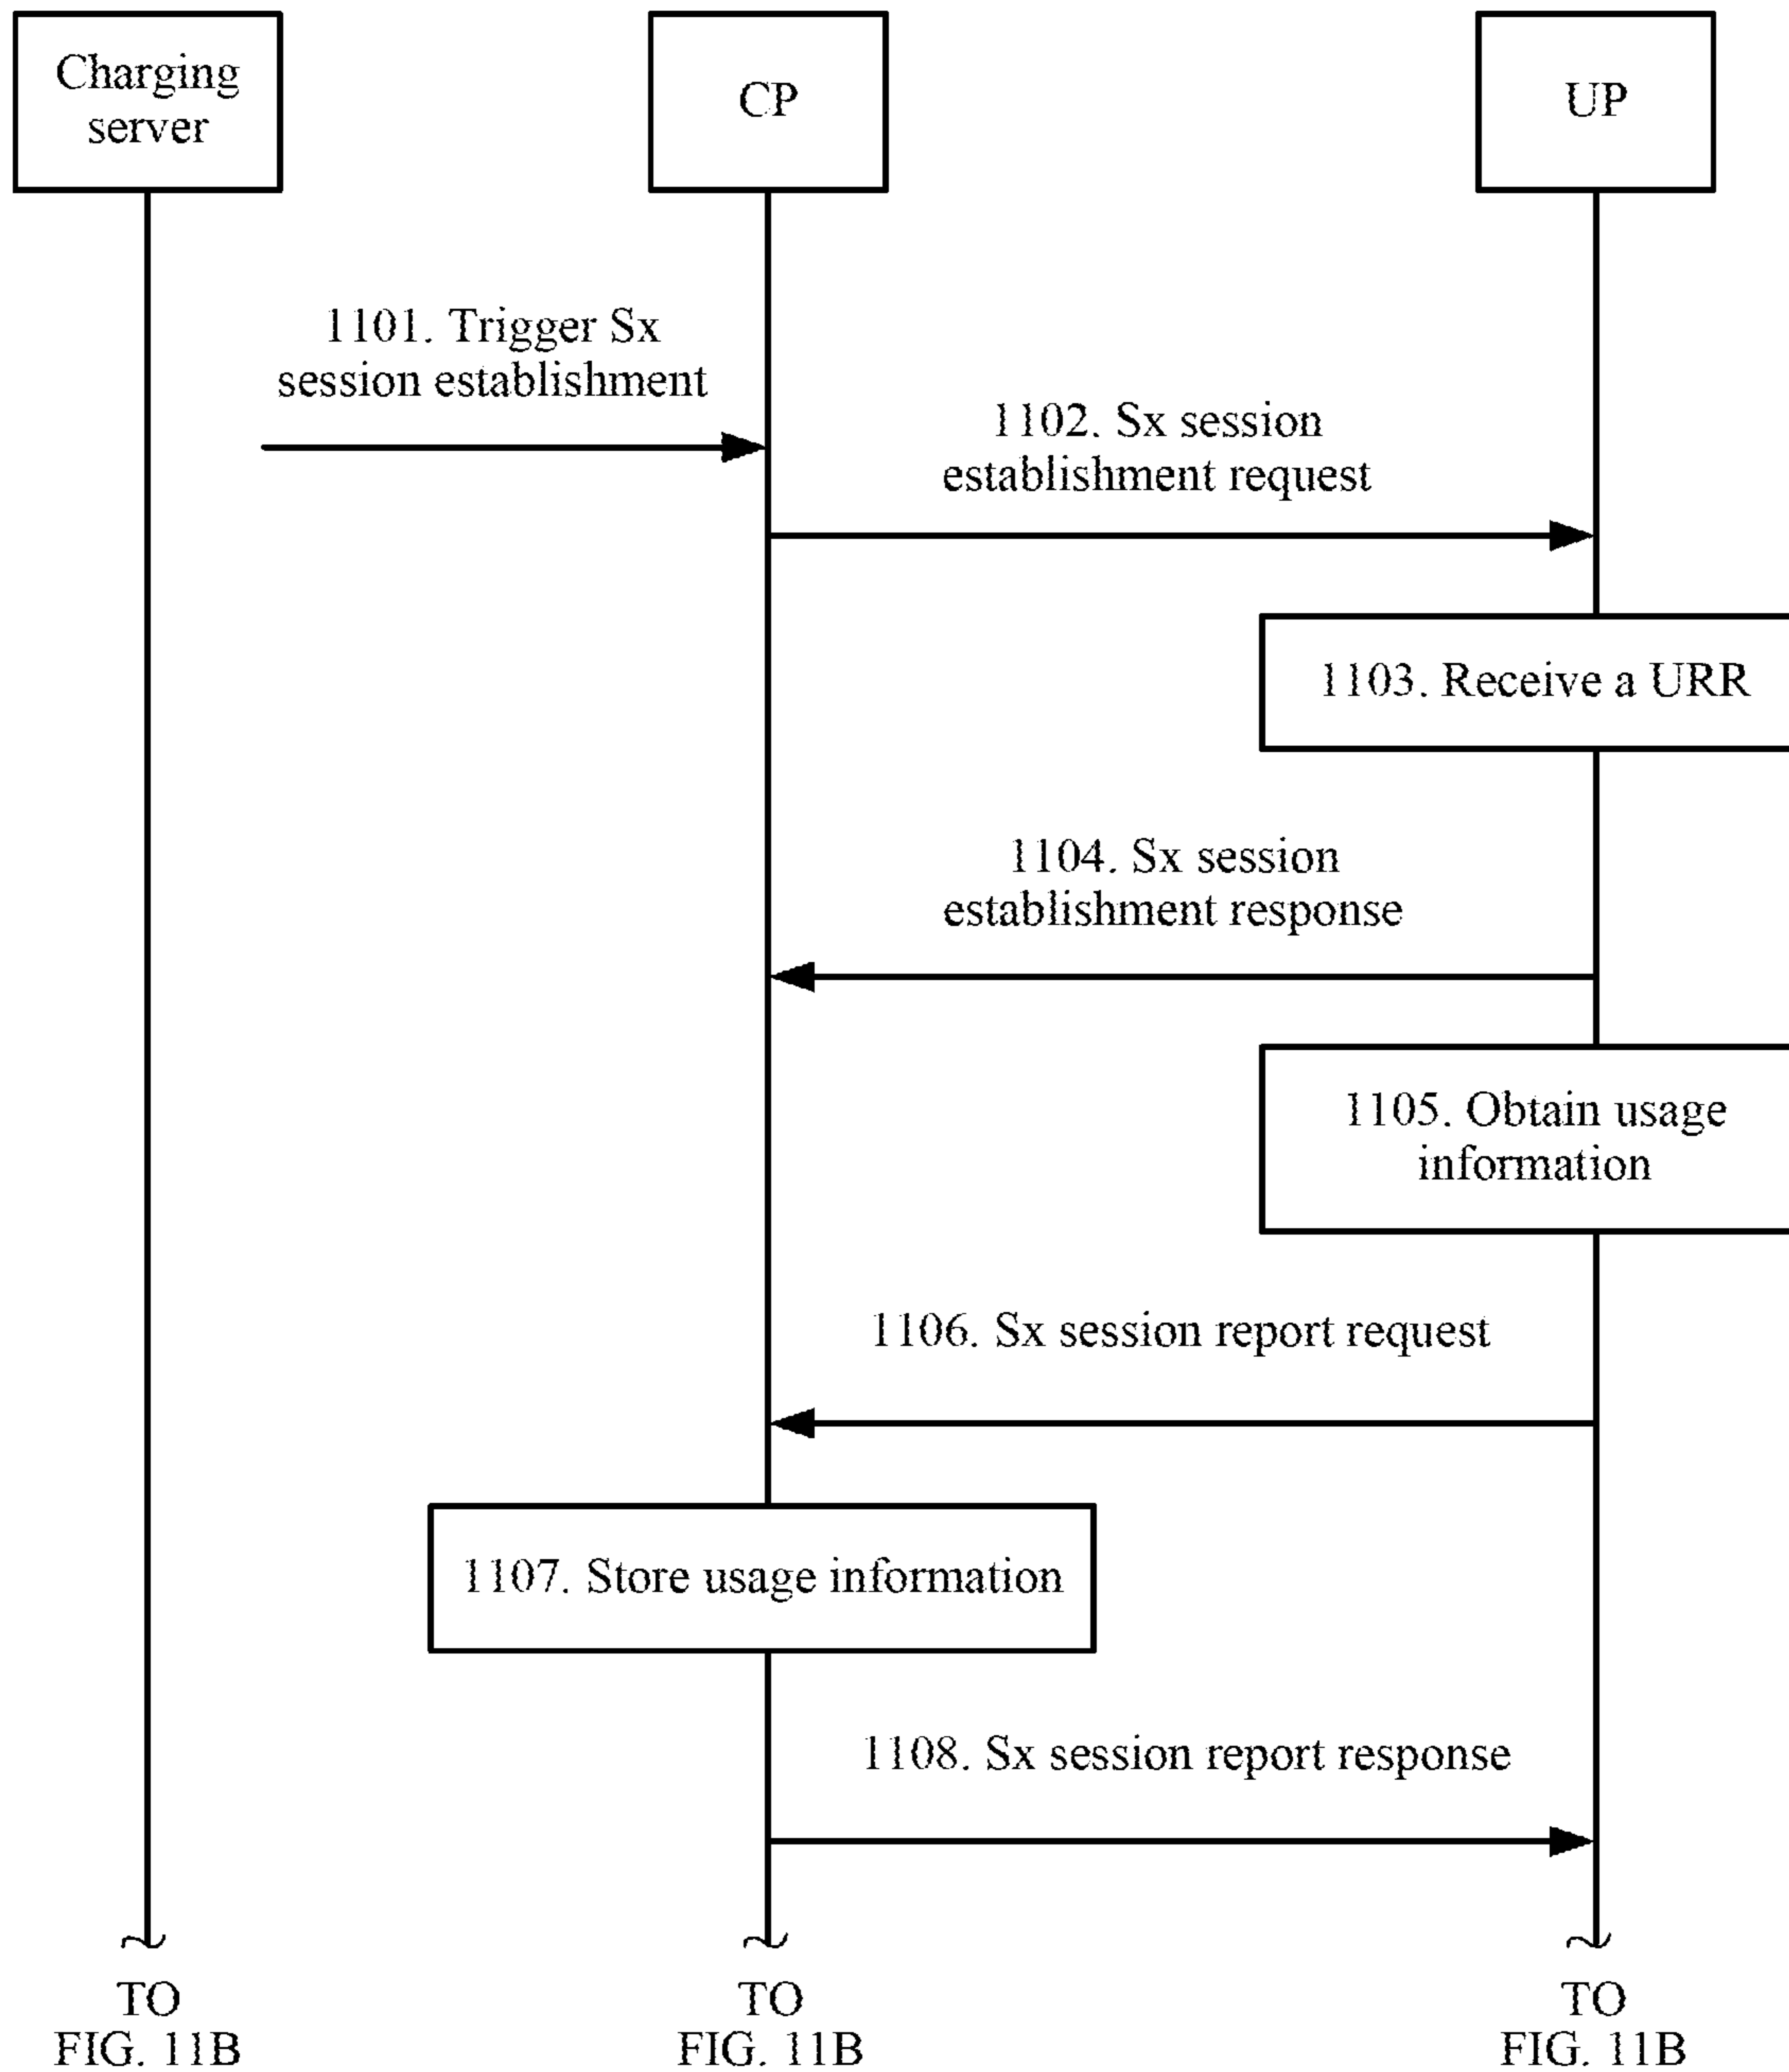 Charging
server
CP
UP
1101. Trigger Sx
session establishment
1102. Sx session
establishment request
1103. Receive a URR
1104. Sx session
establishment response
1105. Obtain usage
information
1106. Sx session report request
1107. Store usage information
1108. Sx session report response
TO
FIG. 11B
TO
FIG. 11B
TO
FIG. 11B